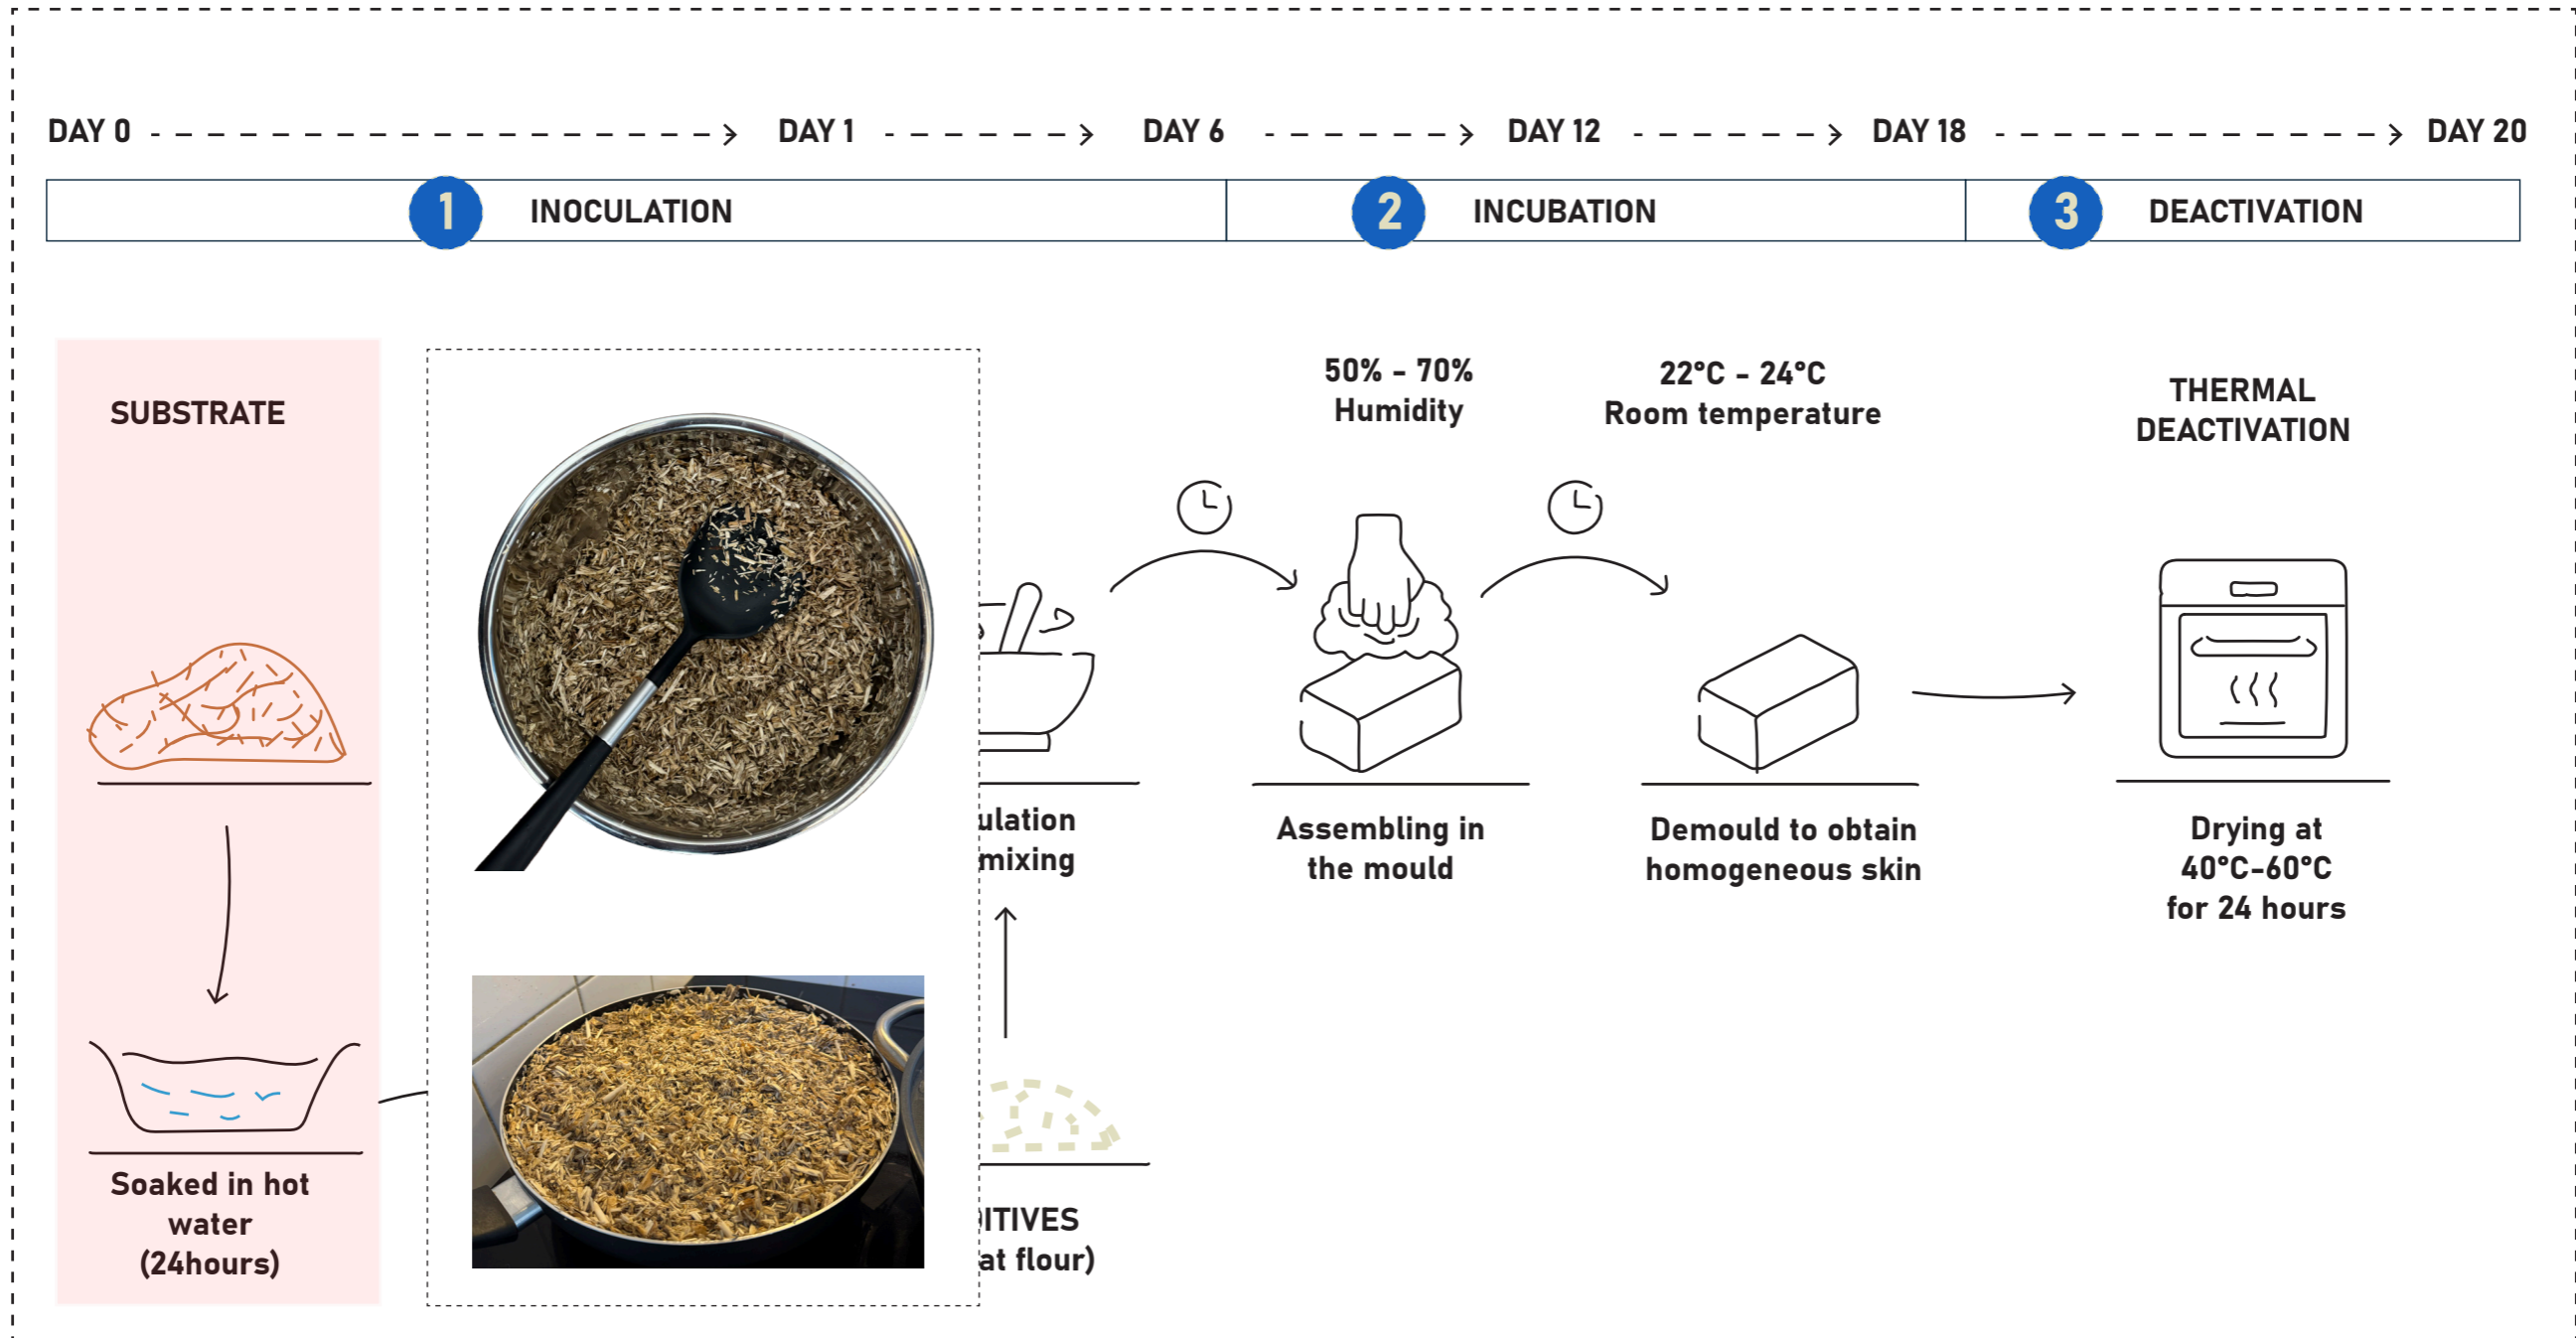 DAY 0
DAY 1
DAY 6
DAY 12
DAY 18
DAY 20
1
INOCULATION
2
INCUBATION
3
DEACTIVATION
SUBSTRATE
50% - 70%
Humidity
22°C - 24°C
Room temperature
THERMAL
DEACTIVATION
ulation
mixing
Assembling in
the mould
Demould to obtain
homogeneous skin
Drying at
40°C-60°C
for 24 hours
Soaked in hot
water
(24hours)
ITIVES
at flour)